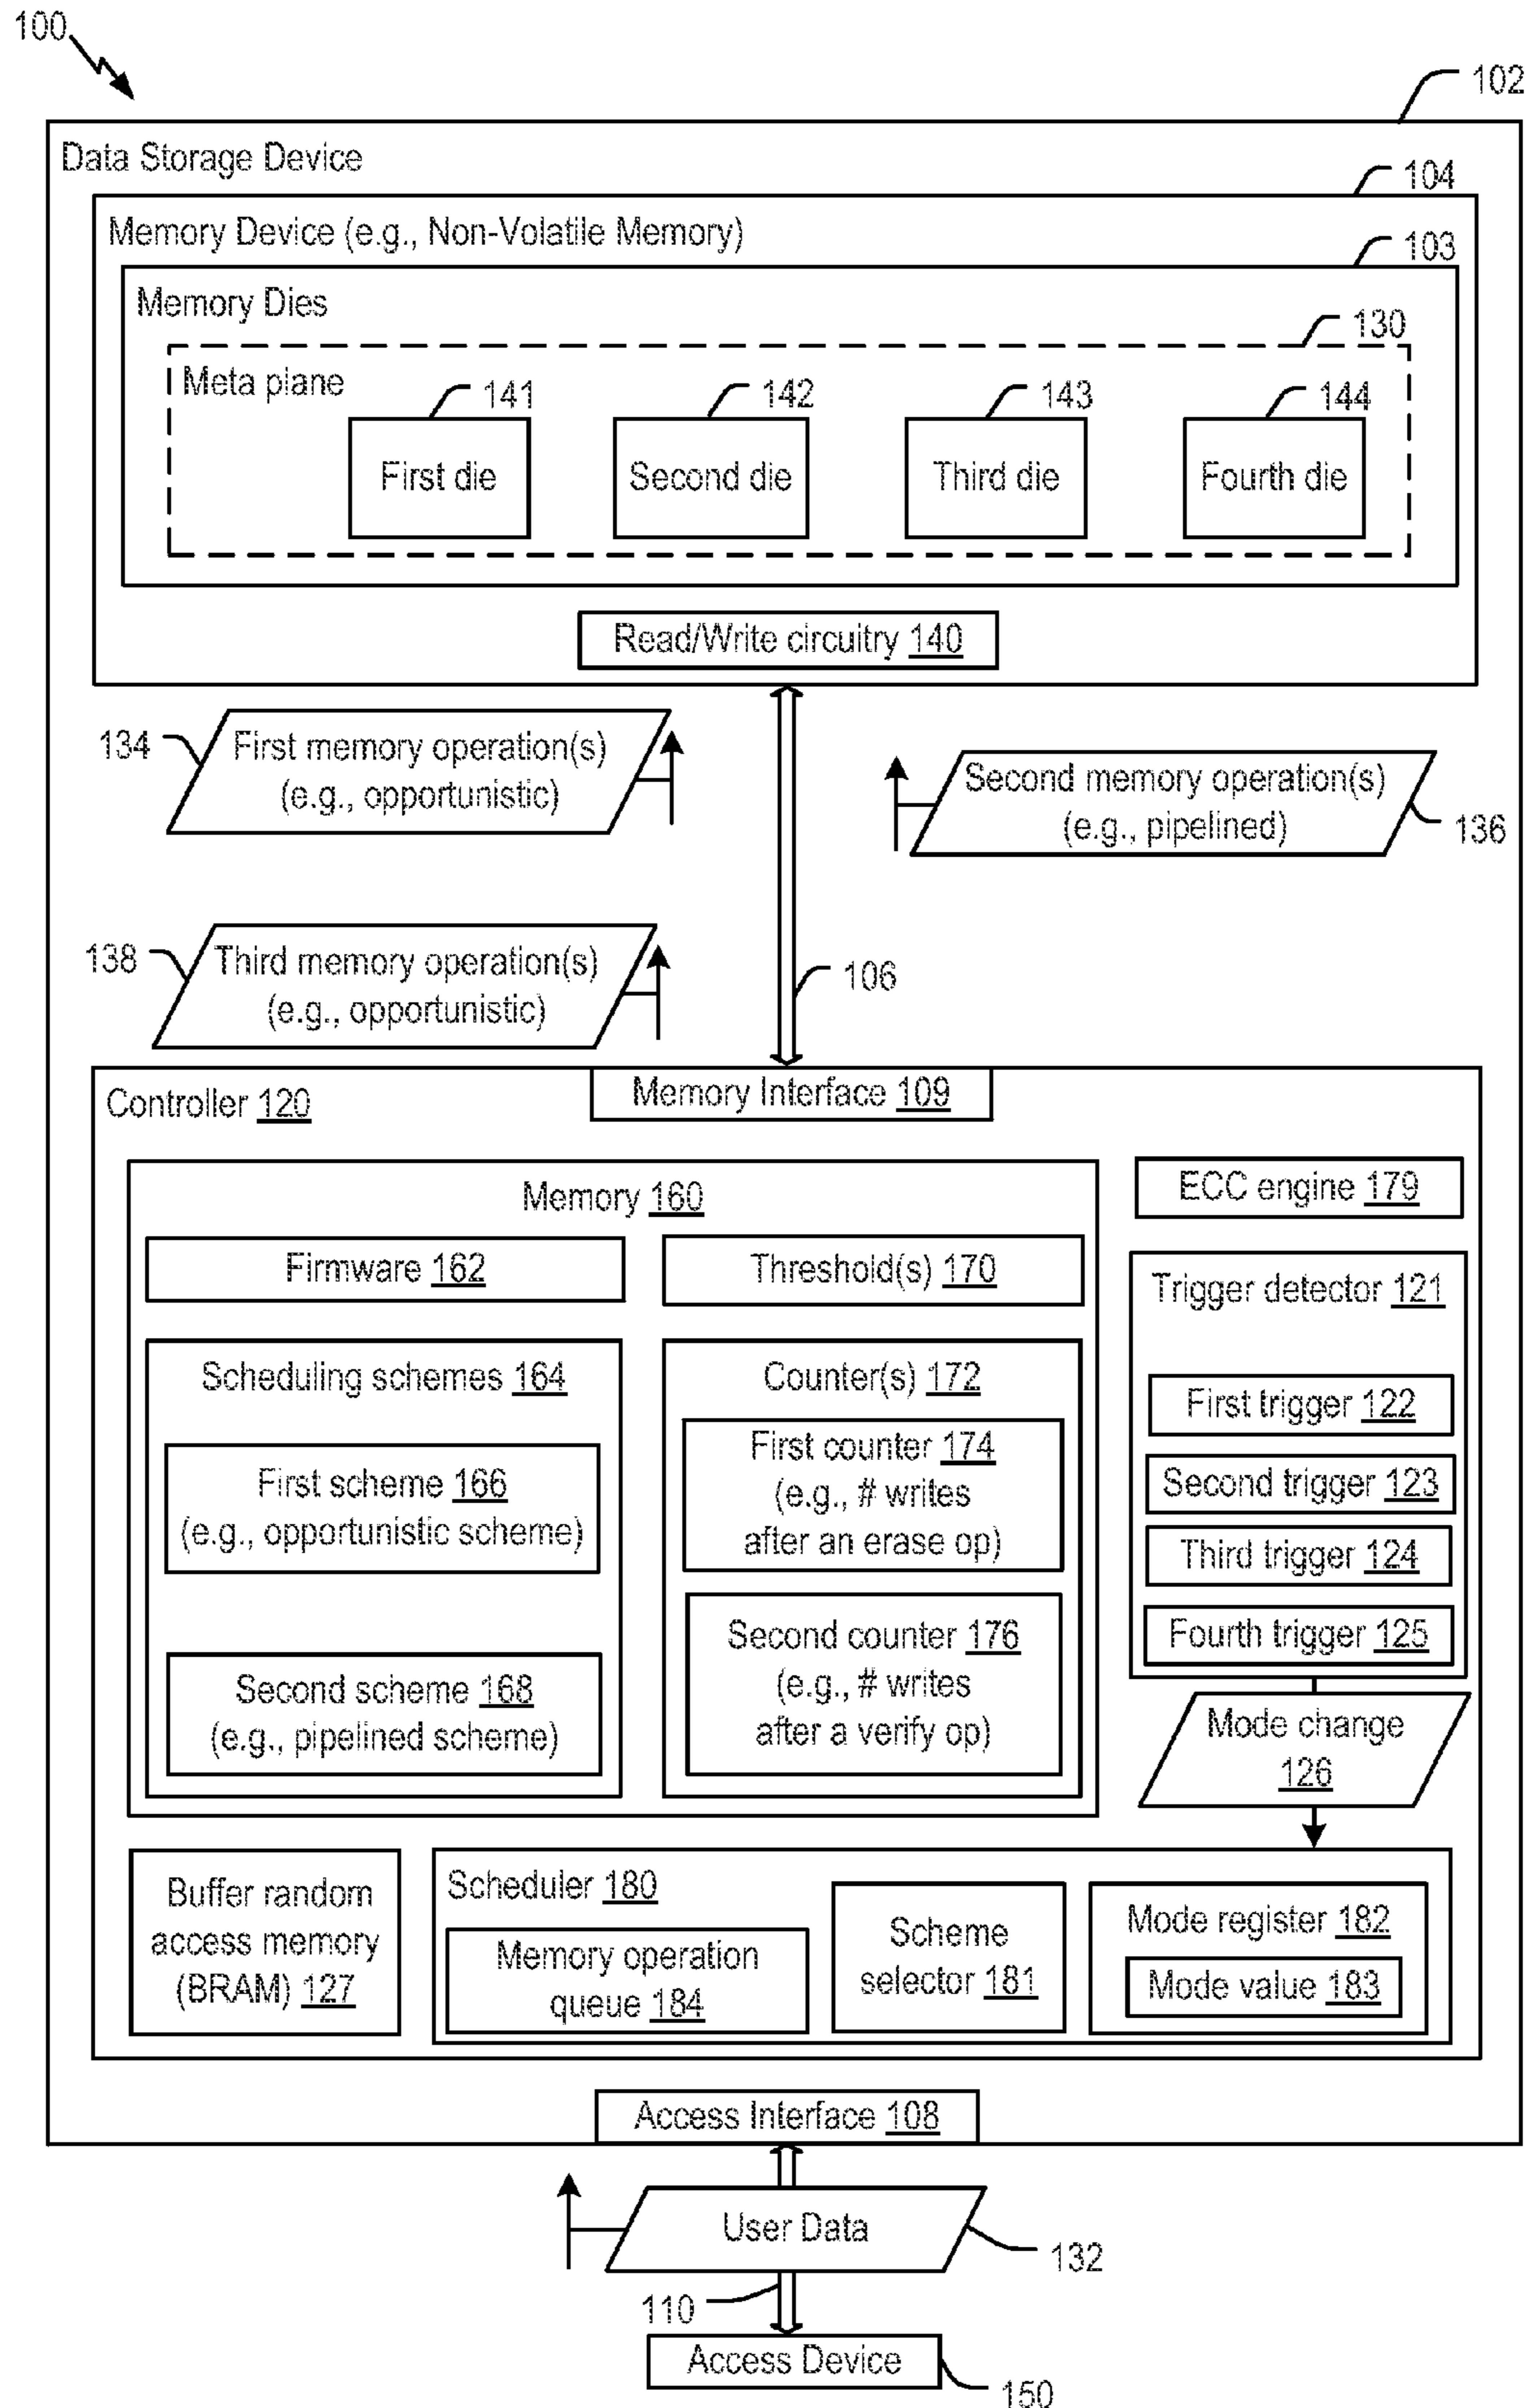 100
102
Data Storage Device
104
Memory Device (e.g., Non-Volatile Memory)
103
Memory Dies
130
Meta plane
141
142
143
144
First die
Second die
Third die
Fourth die
Read/Write circuitry 140
134
First memory operation(s)
(e.g., opportunistic)
Second memory operation(s)
(e.g., pipelined)
136
138
Third memory operation(s)
(e.g., opportunistic)
106
Controller 120
Memory Interface 109
Memory 160
ECC engine 179
Firmware 162
Threshold(s) 170
Trigger detector 121
Scheduling schemes 164
Counter(s) 172
First trigger 122
First scheme 166
(e.g., opportunistic scheme)
First counter 174
(e.g., # writes
after an erase op)
Second trigger 123
Third trigger 124
Fourth trigger 125
Second scheme 168
(e.g., pipelined scheme)
Second counter 176
(e.g., # writes
after a verify op)
Mode change
126
Buffer random
access memory
(BRAM) 127
Scheduler 180
Memory operation
queue 184
Scheme
selector 181
Mode register 182
Mode value 183
Access Interface 108
User Data
132
110
Access Device
150